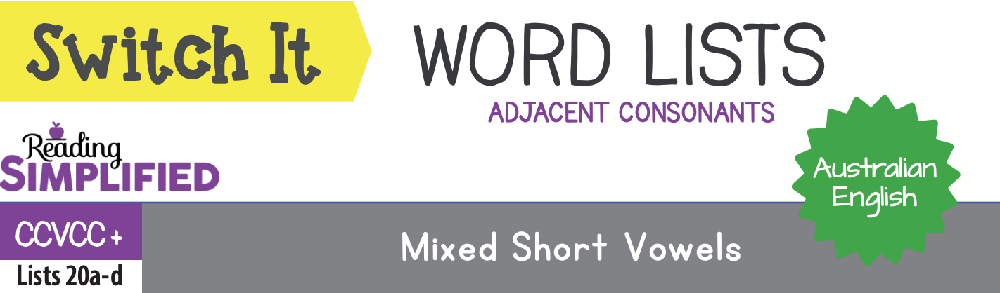 Switch It
WORD LISTS
ADJACENT CONSONANTS
Reading
SIMPLIFIED
Australian
English
CCVCC +
Mixed Short Vowels
Lists 20a-d